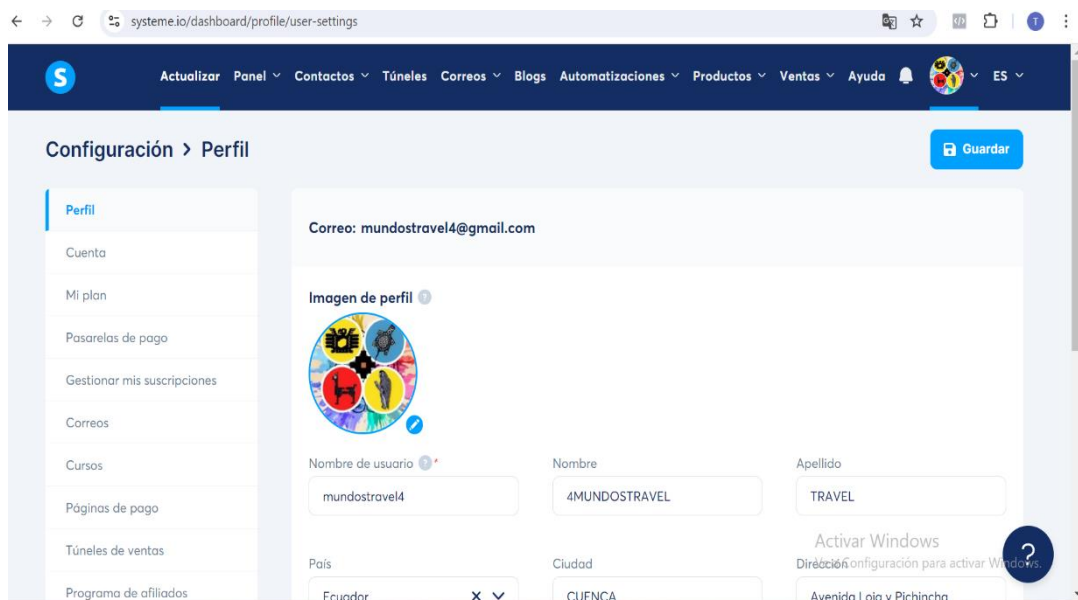 systeme.io/dashboard/profile/user-settings
T
S
Actualizar Panel Contactos Túneles Correos Blogs Automatizaciones Productos Ventas Ayuda ES
Configuración > Perfil
Guardar
Perfil
Cuenta
Mi plan
Pasarelas de pago
Gestionar mis suscripciones
Correos
Cursos
Páginas de pago
Túneles de ventas
Programa de afiliados
Correo: mundostravel4@gmail.com
Imagen de perfil ?
Nombre de usuario ? * Nombre Apellido
mundostravel4 4MUNDOSTRAVEL TRAVEL
Activar Windows
Ve a Configuración para activar Windows.
?
País Ciudad Dirección
Ecuador CUENCA Avenida Loja y Pichincha